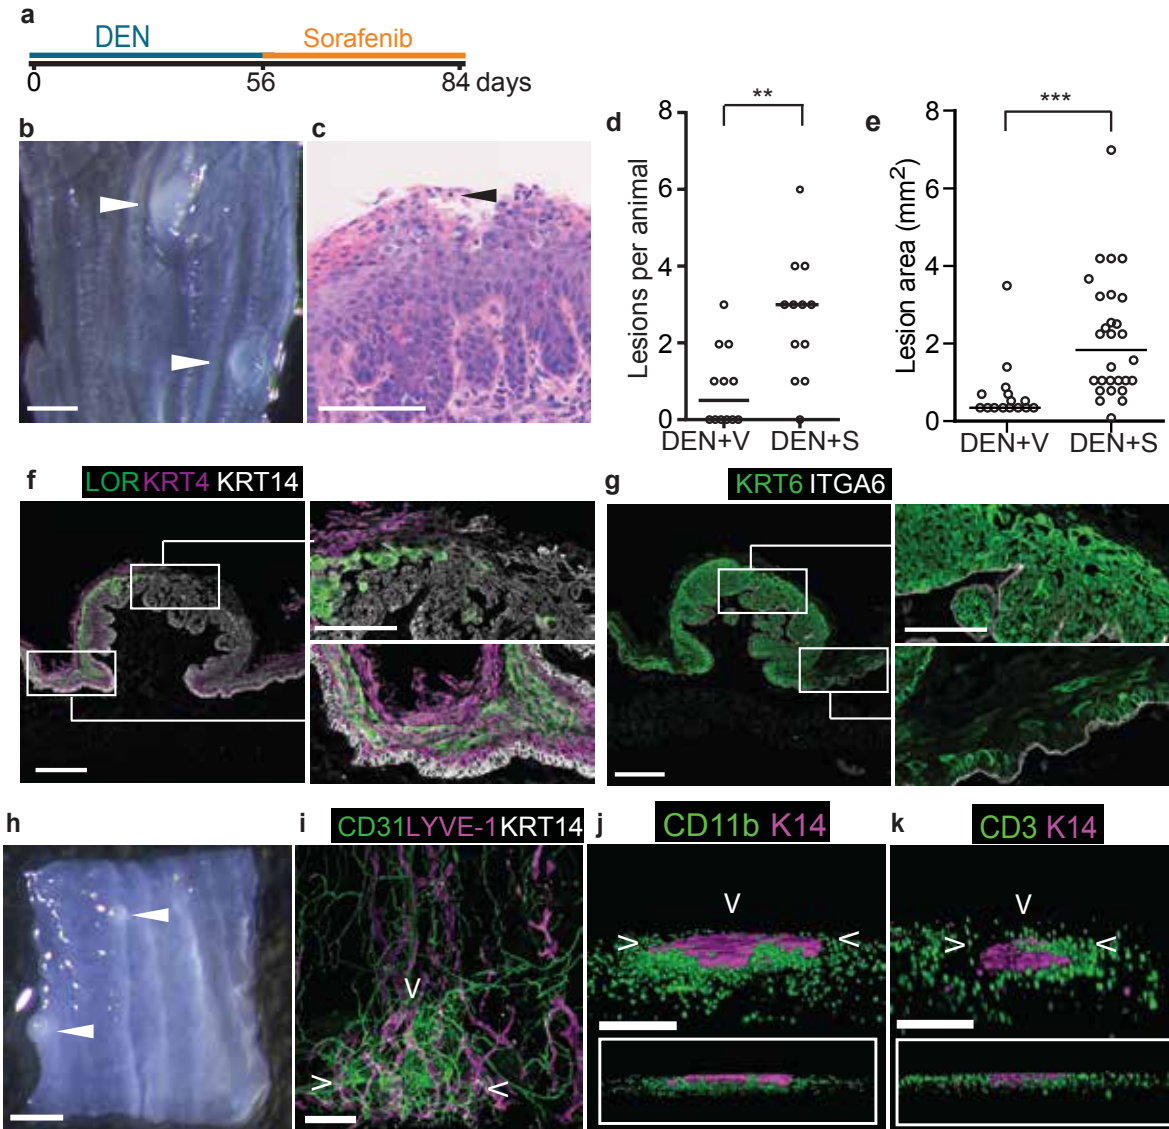 a
DEN Sorafenib
0 56 84 days
b c
d
**
8
6
4
2
0
Lesions per animal
DEN+V DEN+S
e
***
8
6
4
2
0
Lesion area (mm²)
DEN+V DEN+S
f LOR KRT4 KRT14
g KRT6 ITGA6
h
i CD31 LYVE-1 KRT14
V
> <
j CD11b K14
V
> <
k CD3 K14
V
> <